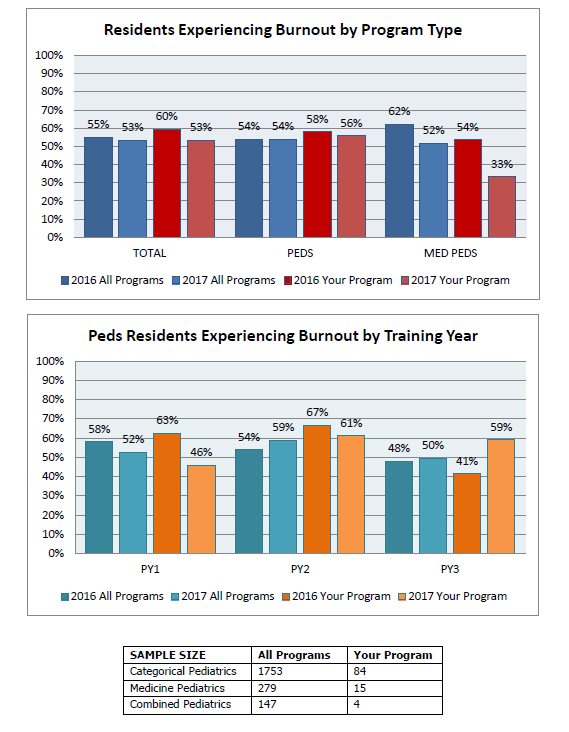 Residents Experiencing Burnout by Program Type
100%
90%
80%
70%
60%
50%
40%
30%
20%
10%
0%
55% 53% 60% 53% 54% 54% 58% 56% 62% 52% 54% 33%
TOTAL PEDS MED PEDS
2016 All Programs 2017 All Programs 2016 Your Program 2017 Your Program
Peds Residents Experiencing Burnout by Training Year
100%
90%
80%
70%
60%
50%
40%
30%
20%
10%
0%
58% 52% 63% 46% 54% 59% 67% 61% 48% 50% 41% 59%
PY1 PY2 PY3
2016 All Programs 2017 All Programs 2016 Your Program 2017 Your Program
SAMPLE SIZE All Programs Your Program
Categorical Pediatrics 1753 84
Medicine Pediatrics 279 15
Combined Pediatrics 147 4